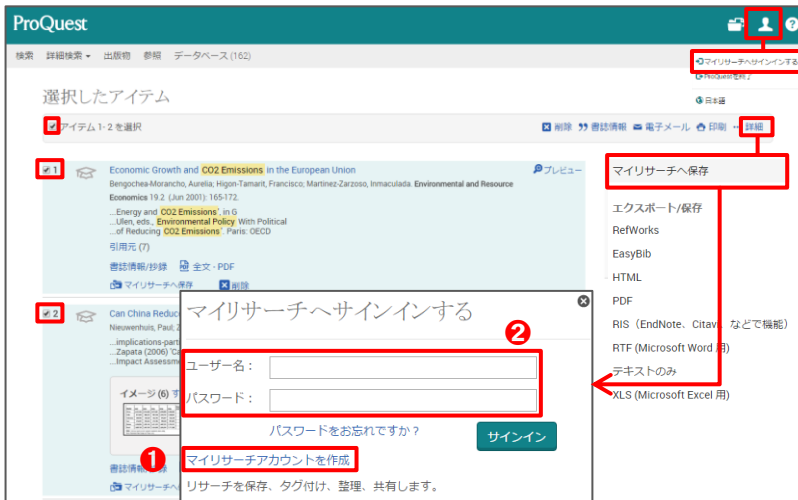 ProQuest
検索 詳細検索 出版物 参照 データベース (162)
マイリサーチへサインインする
ProQuestを終了
日本語
選択したアイテム
アイテム 1- 2 を選択
削除 書誌情報 電子メール 印刷 ... 詳細
1
Economic Growth and CO2 Emissions in the European Union
プレビュー
Bengochea-Morancho, Aurelia; Higon-Tamarit, Francisco; Martinez-Zarzoso, Inmaculada. Environmental and Resource
Economics 19.2 (Jun 2001): 165-172.
...Energy and CO2 Emissions', in G
...Ulen, eds., Environmental Policy With Political
...of Reducing CO2 Emissions'. Paris: OECD
引用元 (7)
書誌情報/抄録 全文 - PDF
マイリサーチへ保存 削除
マイリサーチへ保存
エクスポート/保存
RefWorks
EasyBib
HTML
PDF
RIS（EndNote、Citavi、などで機能）
RTF (Microsoft Word 用)
テキストのみ
XLS (Microsoft Excel 用)
2
Can China Reduc
Nieuwenhuis, Paul; Z
...implications-parti
...Zapata (2006) 'Ca
...Impact Assessm
イメージ (6) す
書誌情報
マイリサーチへ
マイリサーチへサインインする
2
ユーザー名：
パスワード：
パスワードをお忘れですか？
サインイン
1
マイリサーチアカウントを作成
リサーチを保存、タグ付け、整理、共有します。